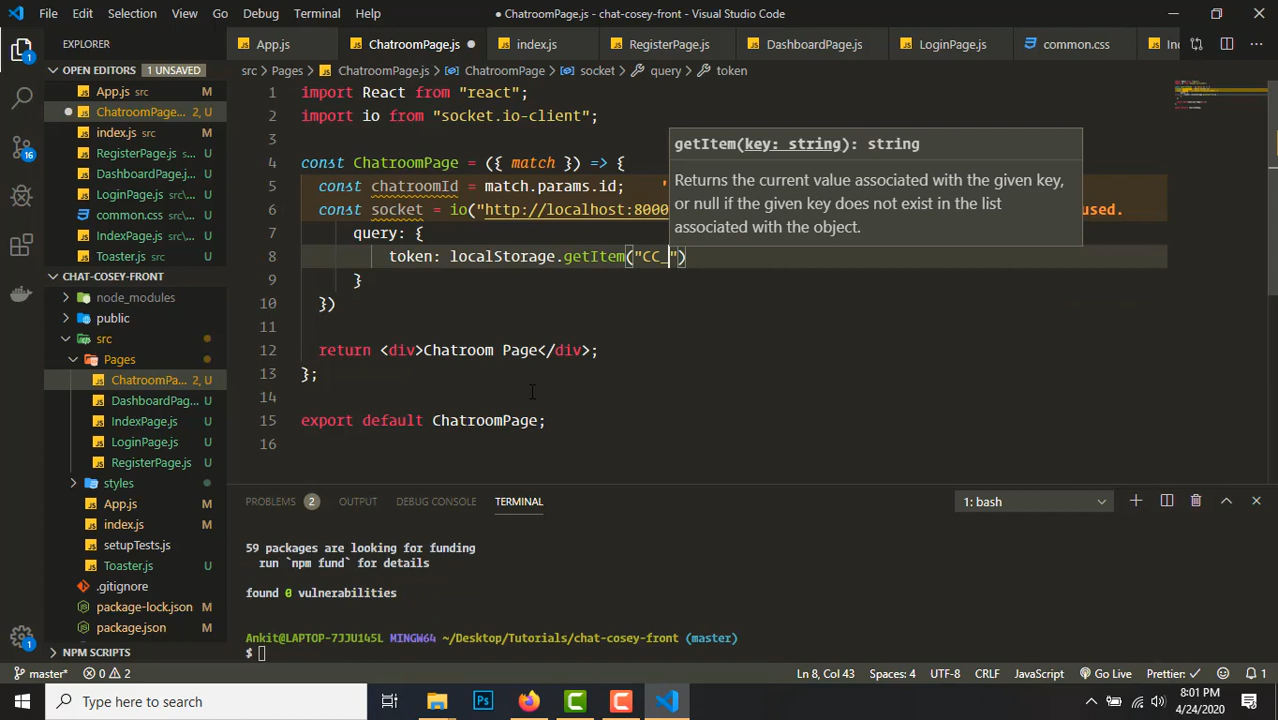 File Edit Selection View Go Debug Terminal Help
● ChatroomPage.js - chat-cosey-front - Visual Studio Code
EXPLORER
App.js
ChatroomPage.js ●
index.js
RegisterPage.js
DashboardPage.js
LoginPage.js
common.css
src > Pages > ChatroomPage.js > ChatroomPage > socket > query > token
OPEN EDITORS 1 UNSAVED
App.js src M
● ChatroomPage... 2, U
index.js src M
RegisterPage.js src\... U
DashboardPage.js... U
LoginPage.js src\... U
common.css src\... U
IndexPage.js src\... U
Toaster.js src U
CHAT-COSEY-FRONT
node_modules
public
src
Pages
ChatroomPa... 2, U
DashboardPag... U
IndexPage.js U
LoginPage.js U
RegisterPage.js U
styles
App.js M
index.js M
setupTests.js
Toaster.js U
.gitignore
package-lock.json M
package.json M
NPM SCRIPTS
1 import React from "react";
2 import io from "socket.io-client";
3
4 const ChatroomPage = ({ match }) => {
5 const chatroomId = match.params.id; '
6 const socket = io("http://localhost:8000 used.
7 query: {
8 token: localStorage.getItem("CC_")
9 }
10 })
11
12 return <div>Chatroom Page</div>;
13 };
14
15 export default ChatroomPage;
16
getItem(key: string): string
Returns the current value associated with the given key,
or null if the given key does not exist in the list
associated with the object.
PROBLEMS 2 OUTPUT DEBUG CONSOLE TERMINAL
1: bash
59 packages are looking for funding
run `npm fund` for details
found 0 vulnerabilities
Ankit@LAPTOP-7JJU145L MINGW64 ~/Desktop/Tutorials/chat-cosey-front (master)
$
master* 0 2
Ln 8, Col 43 Spaces: 4 UTF-8 CRLF JavaScript Go Live Prettier: ✓ 1
Type here to search
8:01 PM
4/24/2020
1
16
1